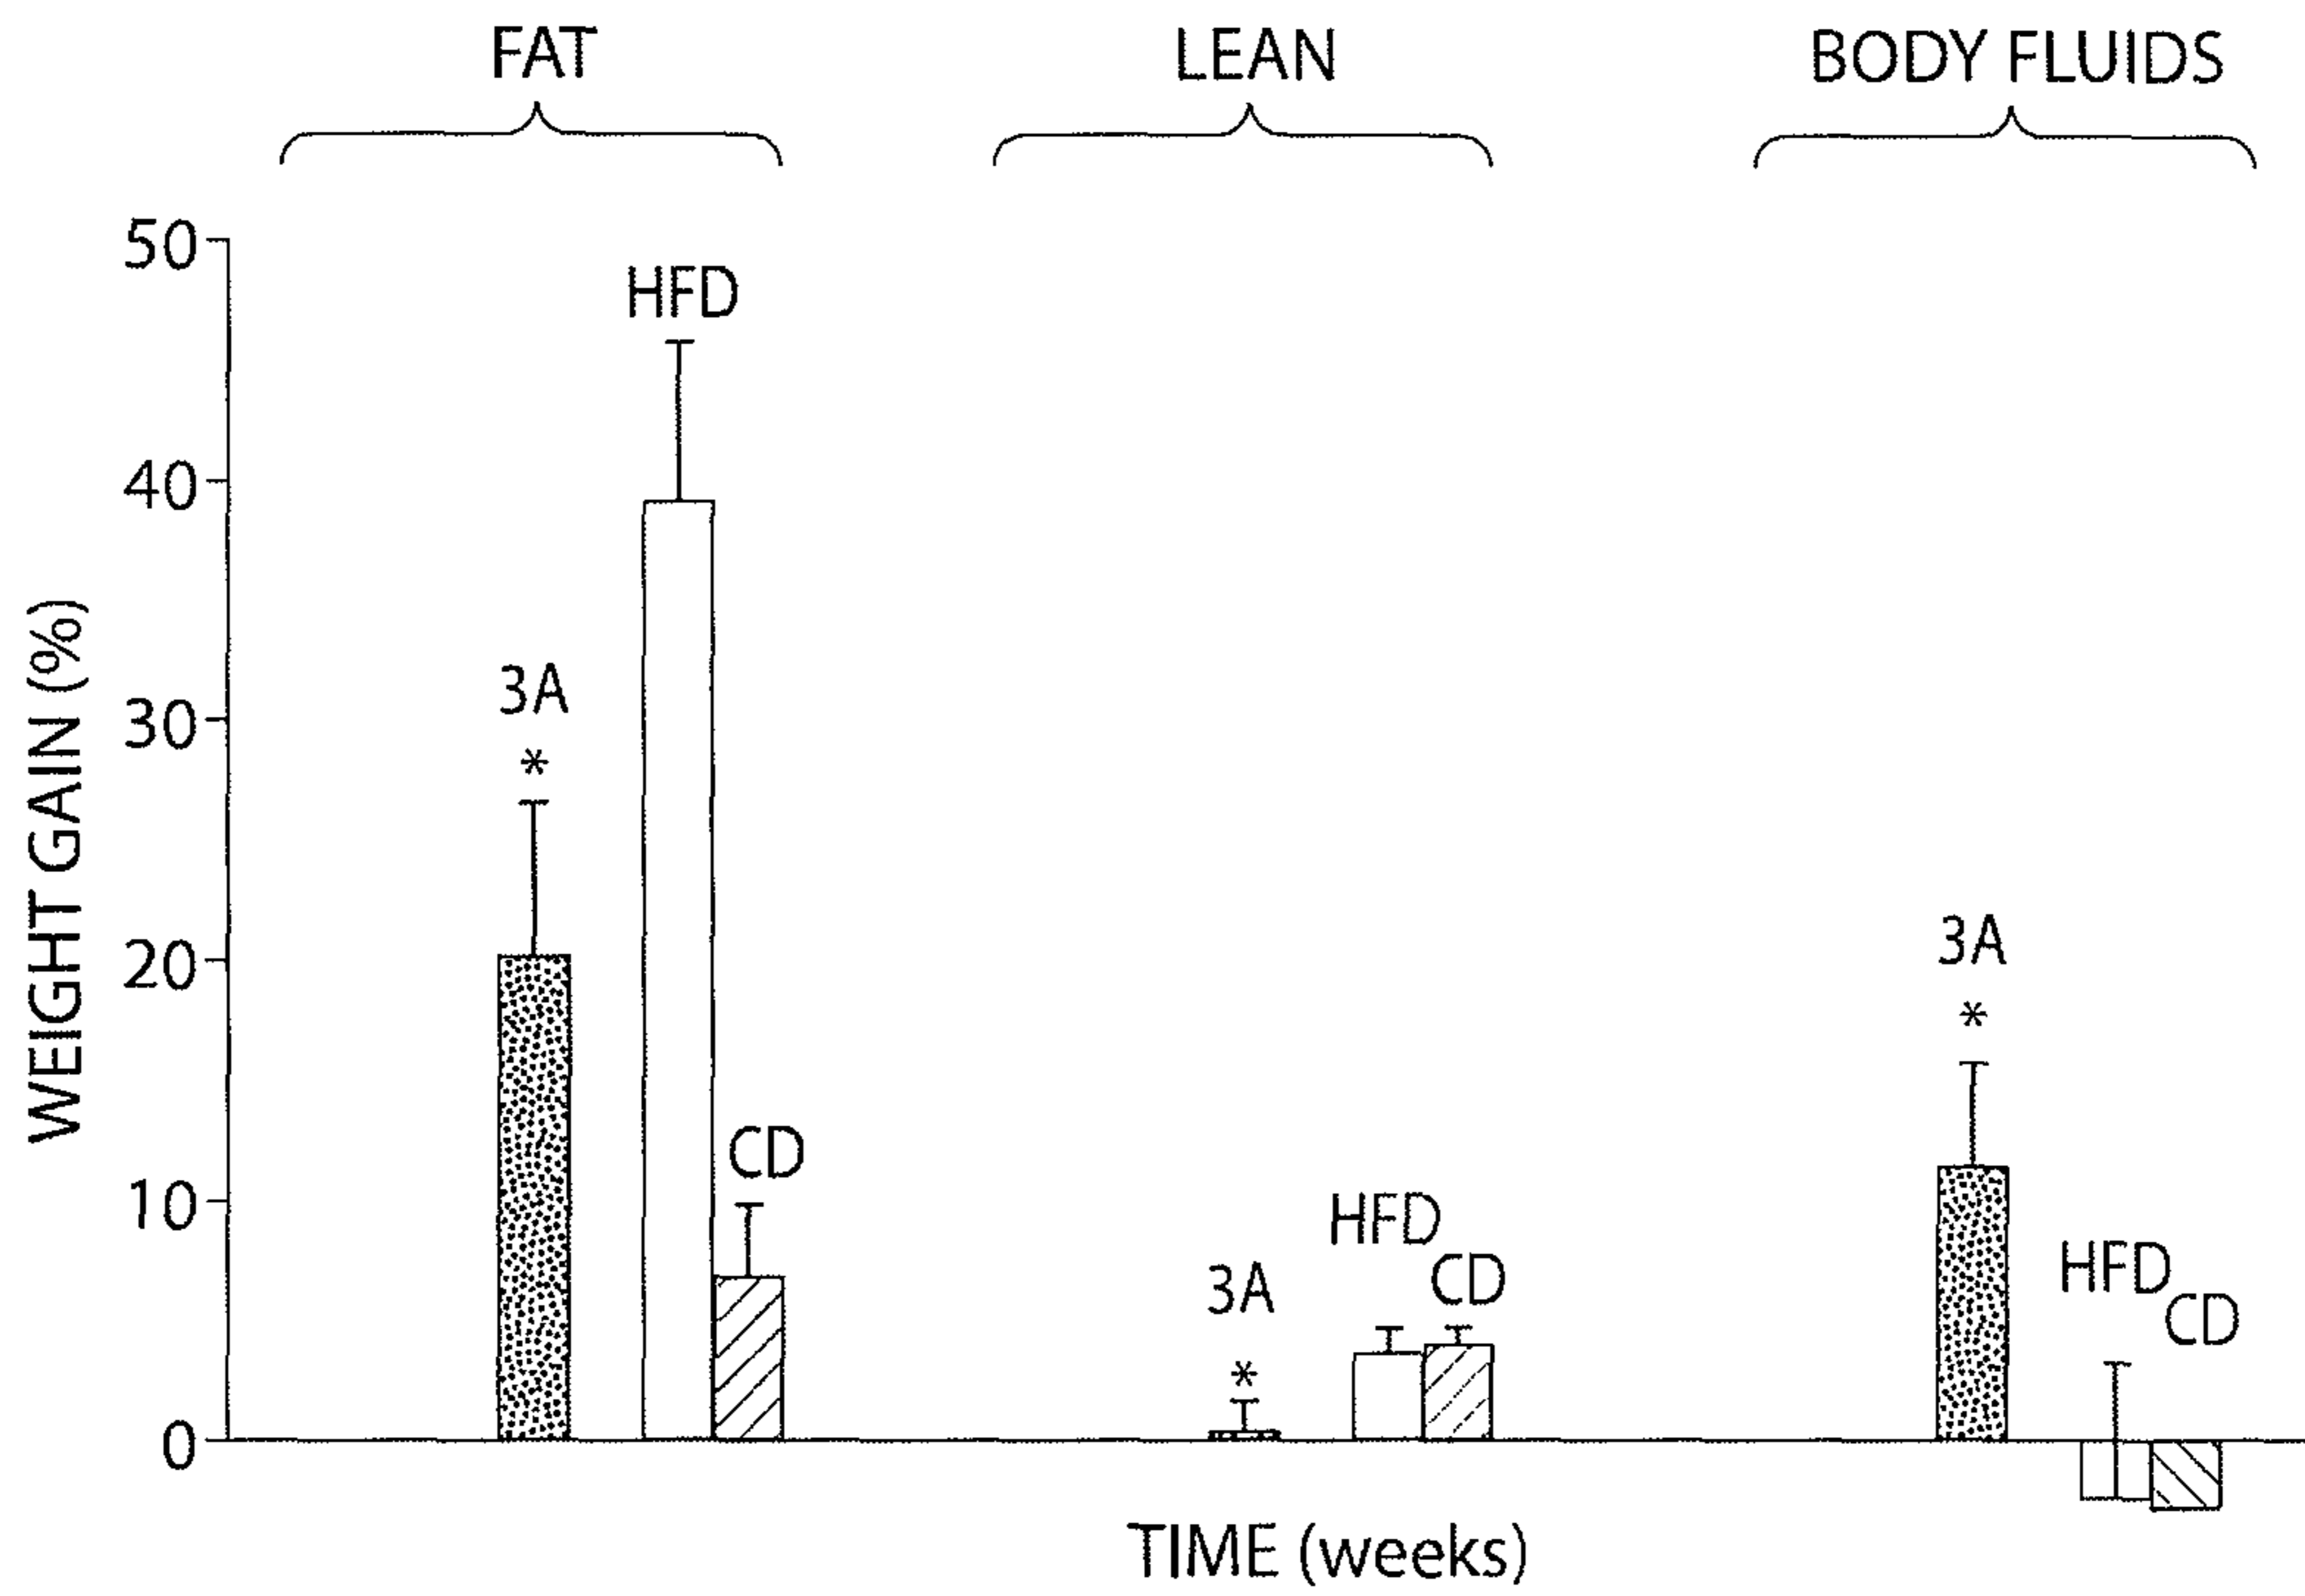 FAT
LEAN
BODY FLUIDS
WEIGHT GAIN (%)
50
40
30
20
10
0
3A
*
HFD
CD
3A
*
HFD
CD
3A
*
HFD
CD
TIME (weeks)